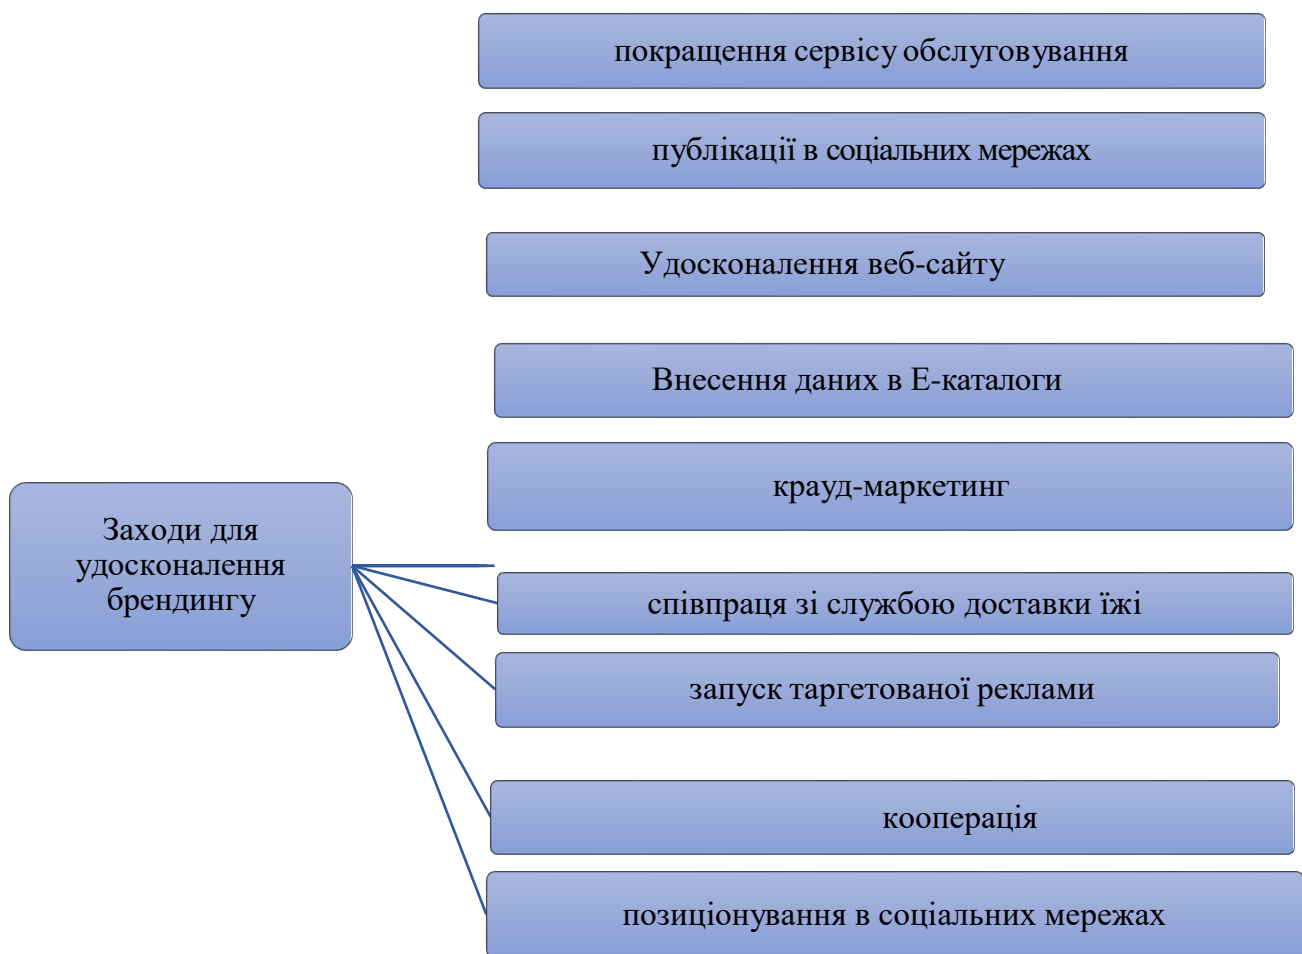 покращення сервісу обслуговування
публікації в соціальних мережах
Удосконалення веб-сайту
Внесення даних в Е-каталоги
крауд-маркетинг
Заходи для
удосконалення
брендингу
співпраця зі службою доставки їжі
запуск таргетованої реклами
кооперація
позиціонування в соціальних мережах